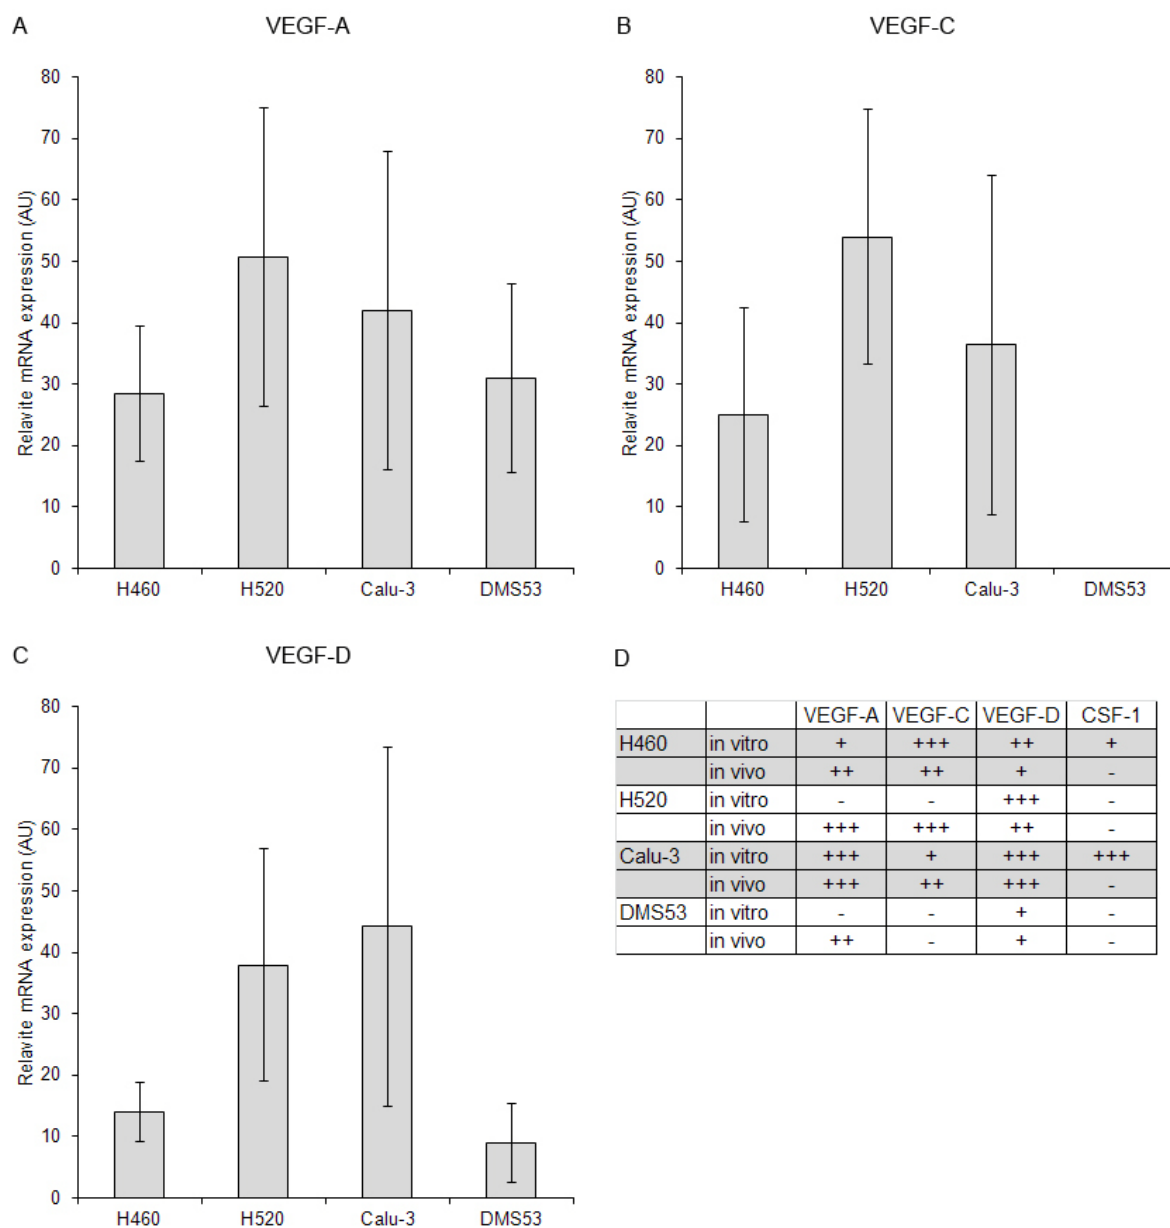 A
VEGF-A
Relavite mRNA expression (AU)
80
70
60
50
40
30
20
10
0
H460 H520 Calu-3 DMS53
B
VEGF-C
Relavite mRNA expression (AU)
80
70
60
50
40
30
20
10
0
H460 H520 Calu-3 DMS53
C
VEGF-D
Relavite mRNA expression (AU)
80
70
60
50
40
30
20
10
0
H460 H520 Calu-3 DMS53
D
VEGF-A VEGF-C VEGF-D CSF-1
H460 in vitro + +++ ++ +
in vivo ++ ++ + -
H520 in vitro - - +++ -
in vivo +++ +++ ++ -
Calu-3 in vitro +++ + +++ +++
in vivo +++ ++ +++ -
DMS53 in vitro - - + -
in vivo ++ - + -